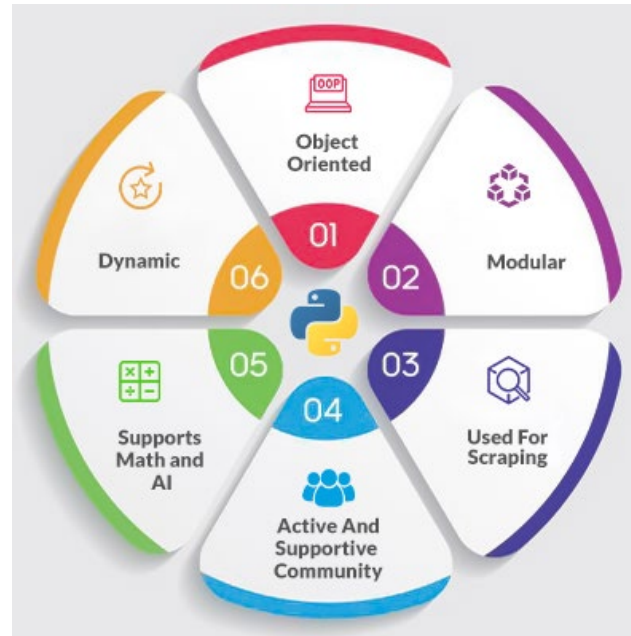 OOP
Object
Oriented
01
Modular
02
Used For
Scraping
03
04
Active And
Supportive
Community
05
Supports
Math and
AI
06
Dynamic